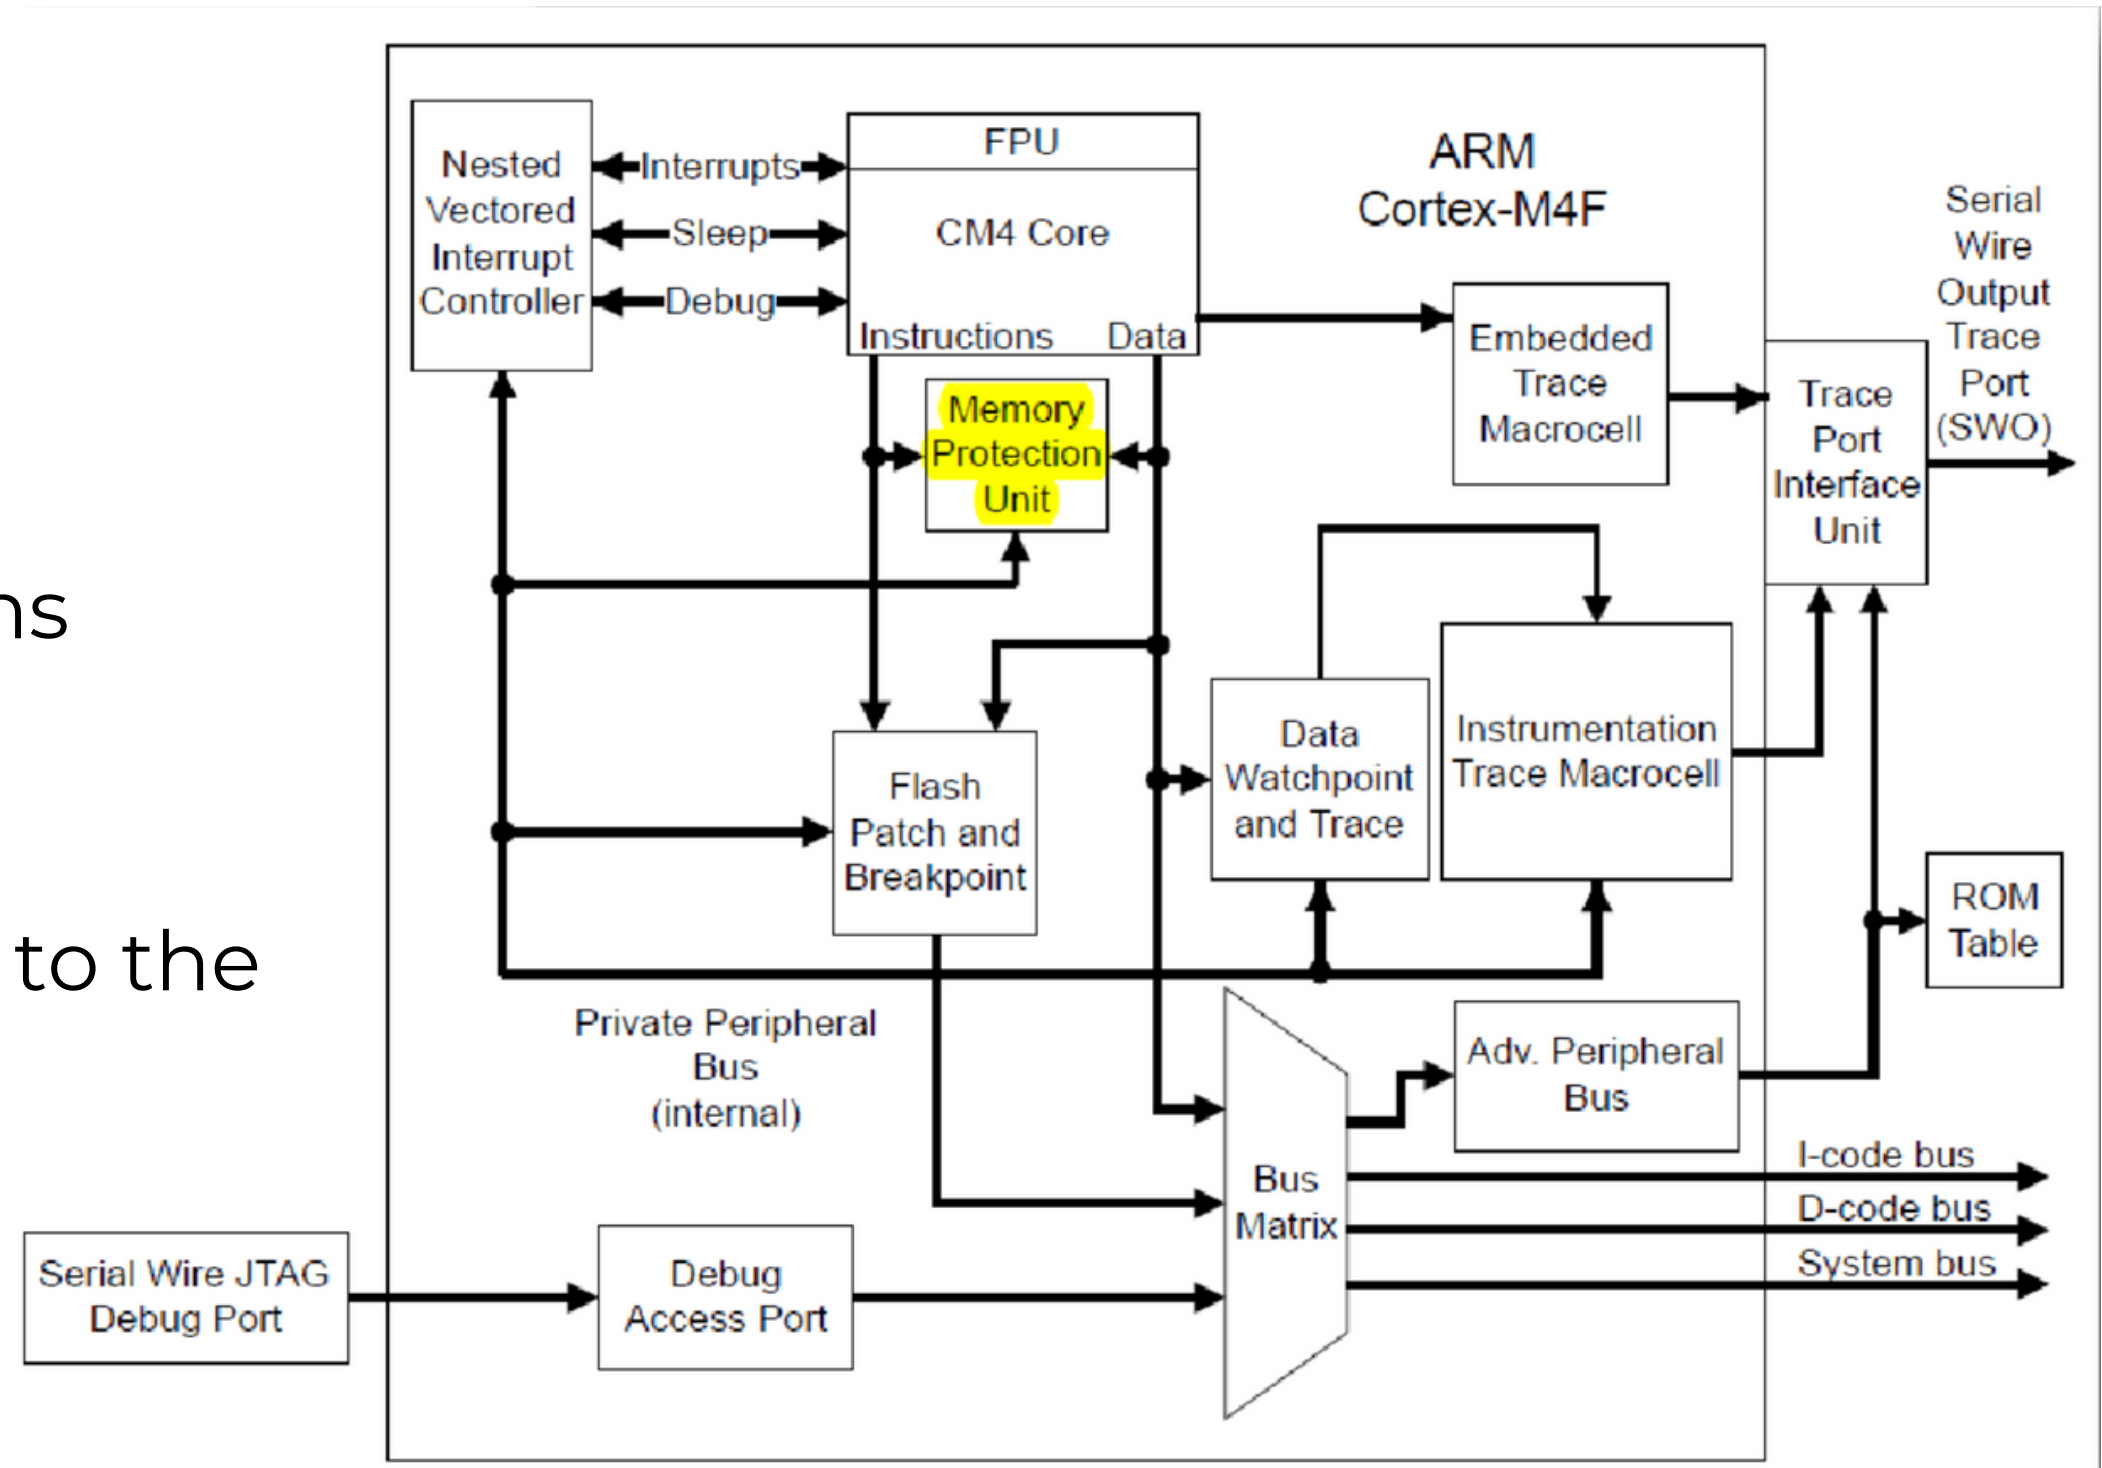 ns
to the
Nested
Vectored
Interrupt
Controller
Interrupts
Sleep
Debug
FPU
CM4 Core
Instructions Data
ARM
Cortex-M4F
Memory
Protection
Unit
Embedded
Trace
Macrocell
Trace
Port
Interface
Unit
Serial
Wire
Output
Trace
Port
(SWO)
Flash
Patch and
Breakpoint
Data
Watchpoint
and Trace
Instrumentation
Trace Macrocell
ROM
Table
Private Peripheral
Bus
(internal)
Adv. Peripheral
Bus
Bus
Matrix
I-code bus
D-code bus
System bus
Serial Wire JTAG
Debug Port
Debug
Access Port